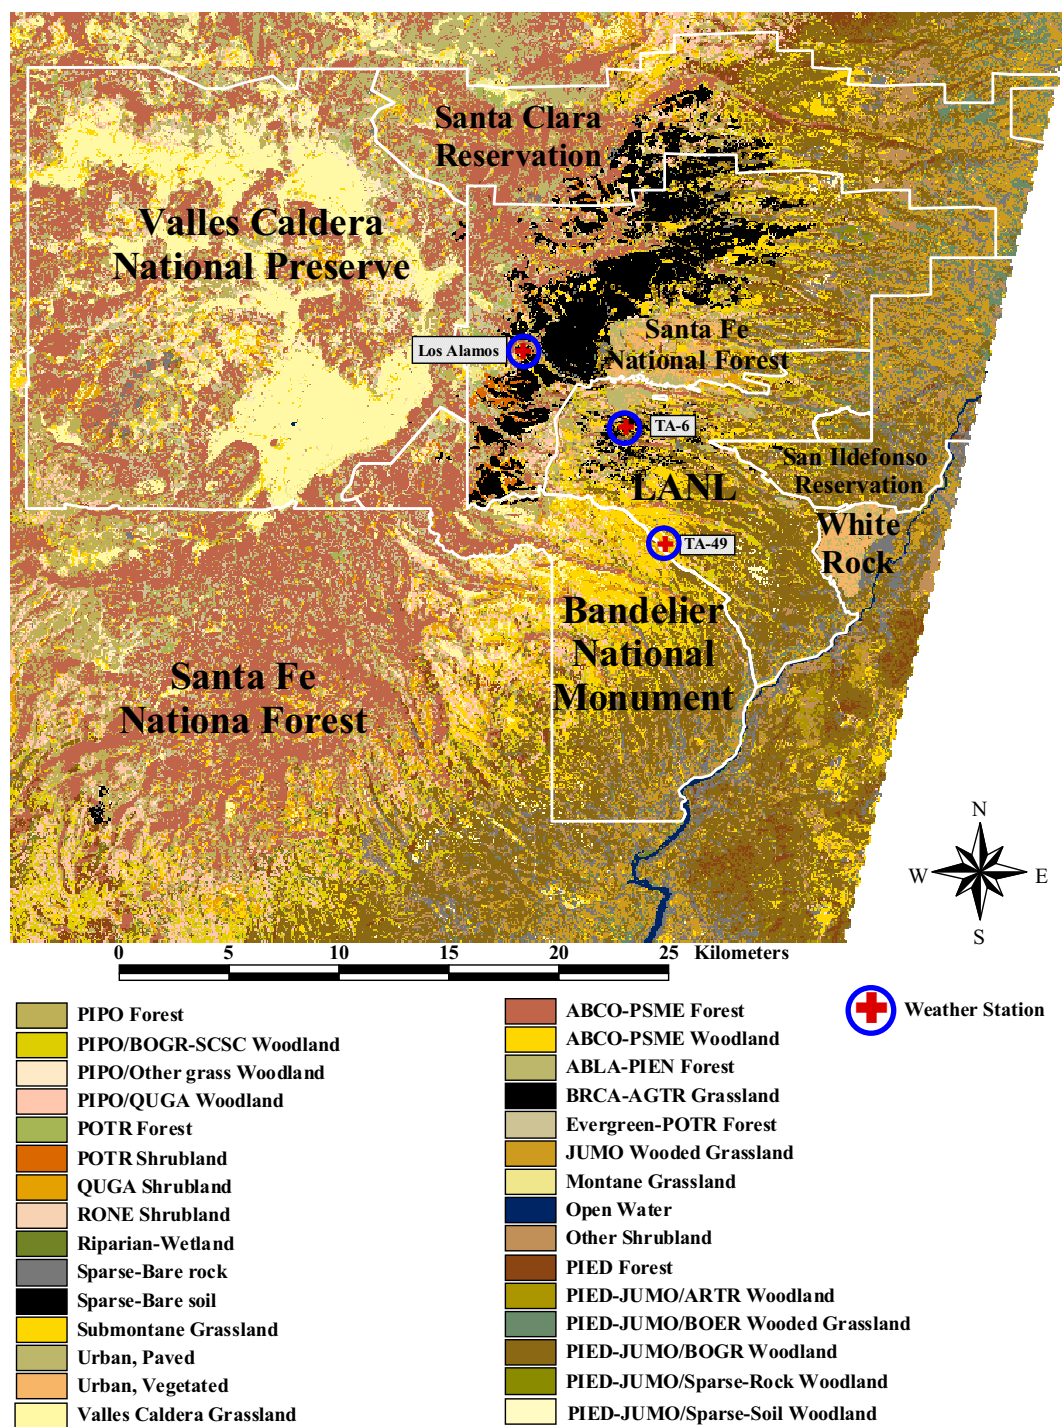 Santa Clara
Reservation
Valles Caldera
National Preserve
Santa Fe
National Forest
Los Alamos
TA-6
San Ildefonso
Reservation
LANL
White
Rock
TA-49
Bandelier
National
Monument
Santa Fe
Nationa Forest
N
W
E
S
0 5 10 15 20 25 Kilometers
PIPO Forest
PIPO/BOGR-SCSC Woodland
PIPO/Other grass Woodland
PIPO/QUGA Woodland
POTR Forest
POTR Shrubland
QUGA Shrubland
RONE Shrubland
Riparian-Wetland
Sparse-Bare rock
Sparse-Bare soil
Submontane Grassland
Urban, Paved
Urban, Vegetated
Valles Caldera Grassland
ABCO-PSME Forest
ABCO-PSME Woodland
ABLA-PIEN Forest
BRCA-AGTR Grassland
Evergreen-POTR Forest
JUMO Wooded Grassland
Montane Grassland
Open Water
Other Shrubland
PIED Forest
PIED-JUMO/ARTR Woodland
PIED-JUMO/BOER Wooded Grassland
PIED-JUMO/BOGR Woodland
PIED-JUMO/Sparse-Rock Woodland
PIED-JUMO/Sparse-Soil Woodland
Weather Station